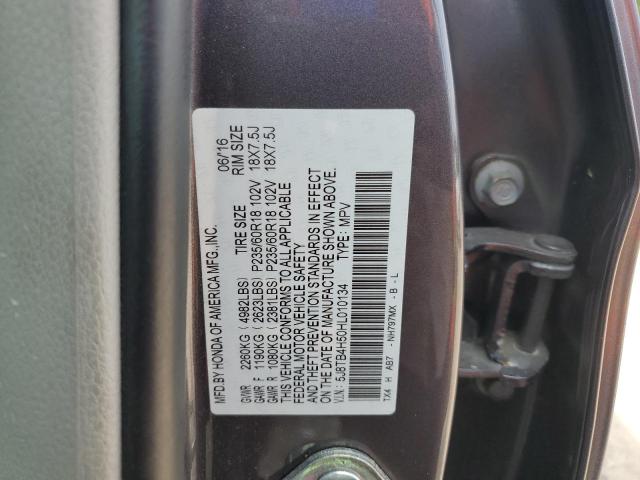 MFD.BY HONDA OF AMERICA MFG.,INC. 06/16
TIRE SIZE RIM SIZE
GVWR 2260KG (4982LBS)
GAWR F 1190KG (2623LBS) P235/60R18 102V 18X7.5J
GAWR R 1080KG (2381LBS) P235/60R18 102V 18X7.5J
THIS VEHICLE CONFORMS TO ALL APPLICABLE
FEDERAL MOTOR VEHICLE SAFETY
AND THEFT PREVENTION STANDARDS IN EFFECT
ON THE DATE OF MANUFACTURE SHOWN ABOVE.
V.I.N: 5J8TB4H50HL010134 TYPE: MPV
TX4 H AB7 - NH797MX - B - L